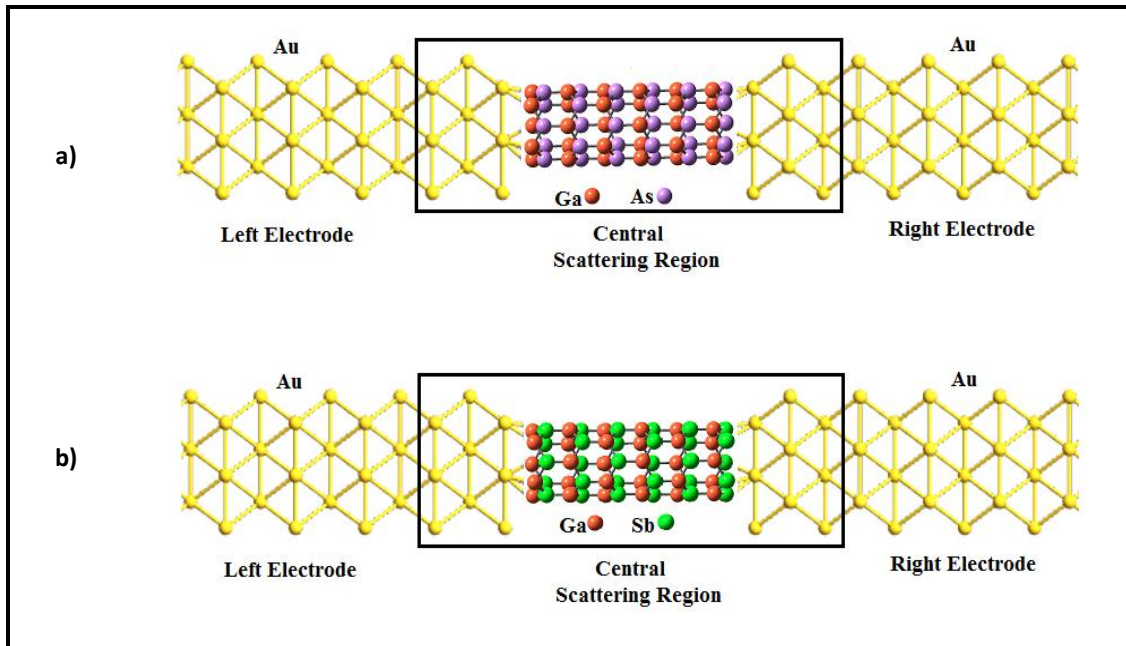 Au
Au
a)
Ga As
Left Electrode
Central
Scattering Region
Right Electrode
Au
Au
b)
Ga Sb
Left Electrode
Central
Scattering Region
Right Electrode